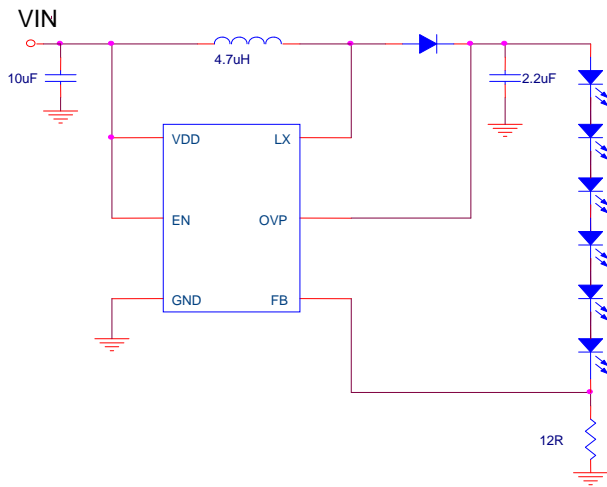 VIN
4.7uH
10uF
2.2uF
VDD
LX
EN
OVP
GND
FB
12R